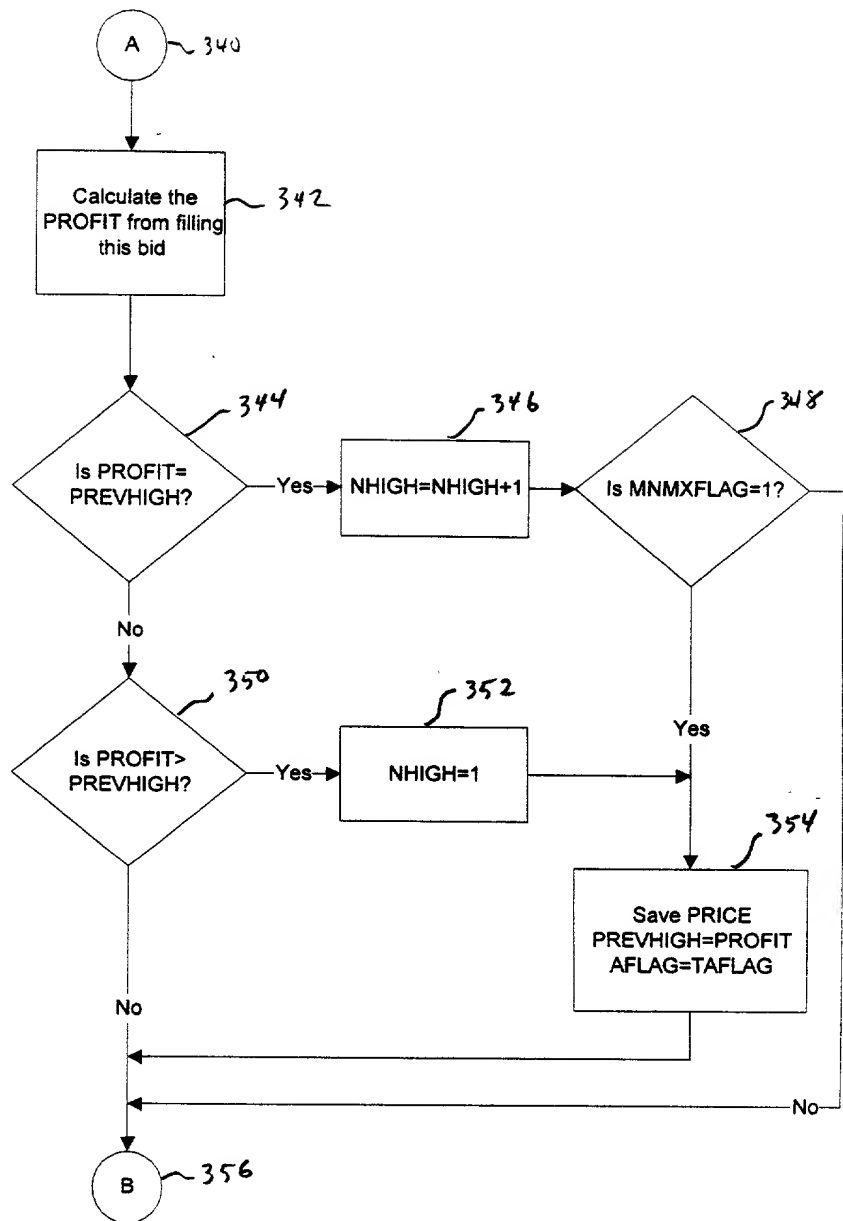 A
340
Calculate the
PROFIT from filling
this bid
342
344
Is PROFIT=
PREVHIGH?
Yes
346
NHIGH=NHIGH+1
348
Is MNMXFLAG=1?
No
350
Is PROFIT>
PREVHIGH?
Yes
352
NHIGH=1
Yes
354
Save PRICE
PREVHIGH=PROFIT
AFLAG=TAFLAG
No
No
B
356